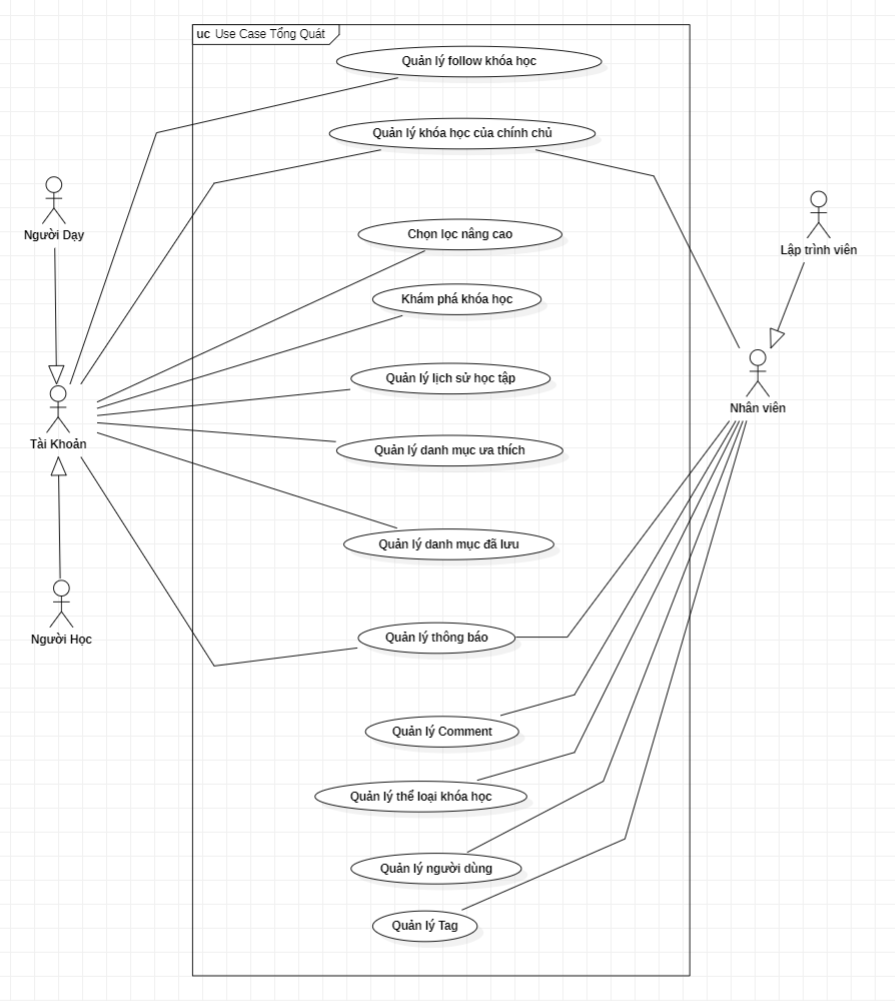 uc Use Case Tổng Quát
Quản lý follow khóa học
Quản lý khóa học của chính chủ
Người Dạy
Chọn lọc nâng cao
Lập trình viên
Khám phá khóa học
Quản lý lịch sử học tập
Nhân viên
Tài Khoản
Quản lý danh mục ưa thích
Quản lý danh mục đã lưu
Quản lý thông báo
Người Học
Quản lý Comment
Quản lý thể loại khóa học
Quản lý người dùng
Quản lý Tag